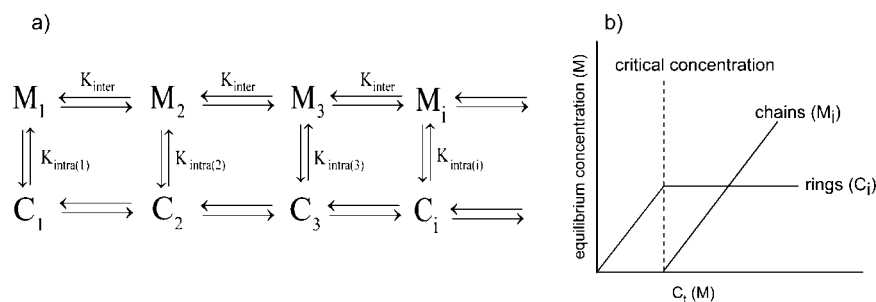 a)
K_inter K_inter K_inter
M_1 M_2 M_3 M_i
K_intra(1) K_intra(2) K_intra(3) K_intra(i)
C_1 C_2 C_3 C_i
b)
equilibrium concentration (M)
critical concentration
chains (M_i)
rings (C_i)
C_t (M)